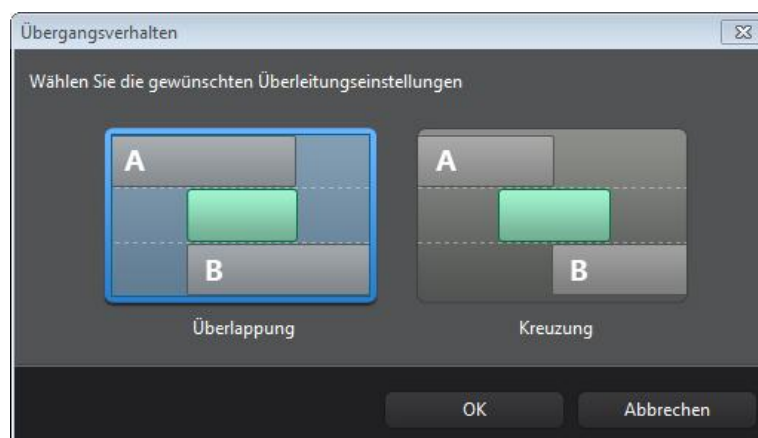 Übergangsverhalten
Wählen Sie die gewünschten Überleitungseinstellungen
A
B
Überlappung
A
B
Kreuzung
OK
Abbrechen